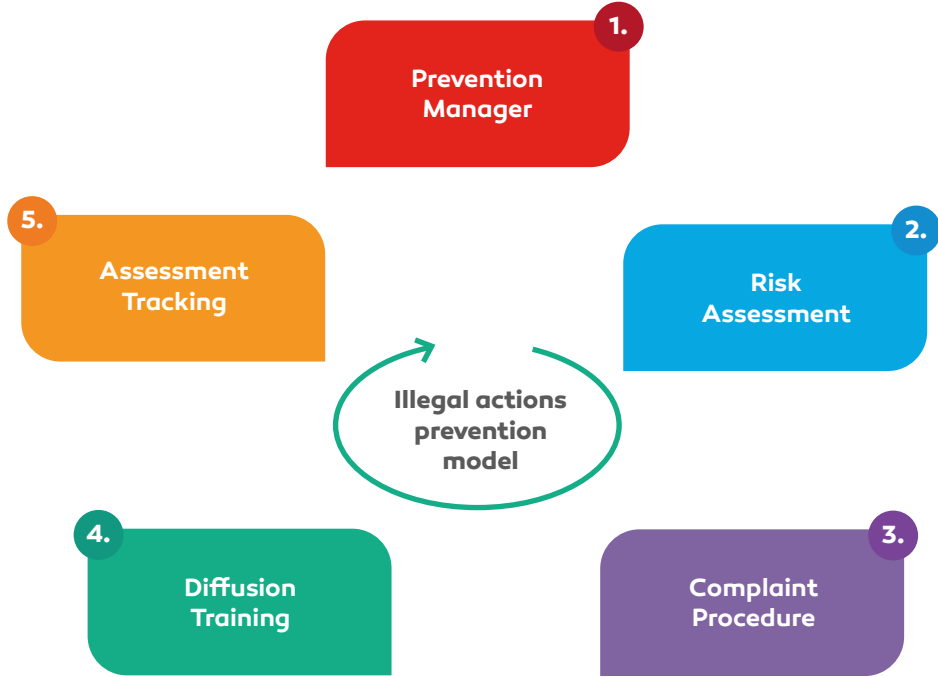 1.
Prevention
Manager
2.
Risk
Assessment
3.
Complaint
Procedure
4.
Diffusion
Training
5.
Assessment
Tracking
Illegal actions
prevention
model